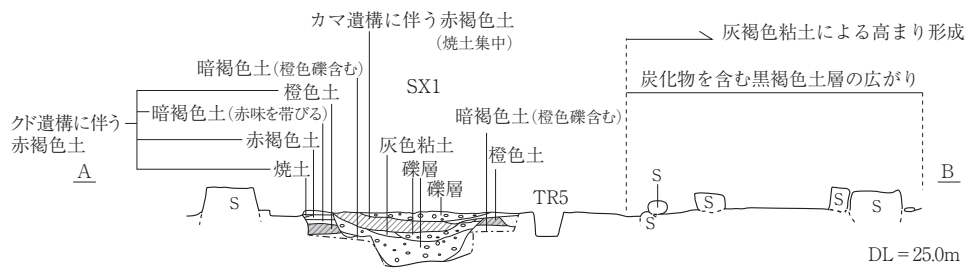 カマ遺構に伴う赤褐色土
(焼土集中)
灰褐色粘土による高まり形成
暗褐色土(橙色礫含む)
SX1
炭化物を含む黒褐色土層の広がり
橙色土
暗褐色土(赤味を帯びる)
暗褐色土(橙色礫含む)
クド遺構に伴う
赤褐色土
赤褐色土
灰色粘土
橙色土
礫層
焼土
礫層
A
B
S
TR5
S
S
S
S
S
DL = 25.0m